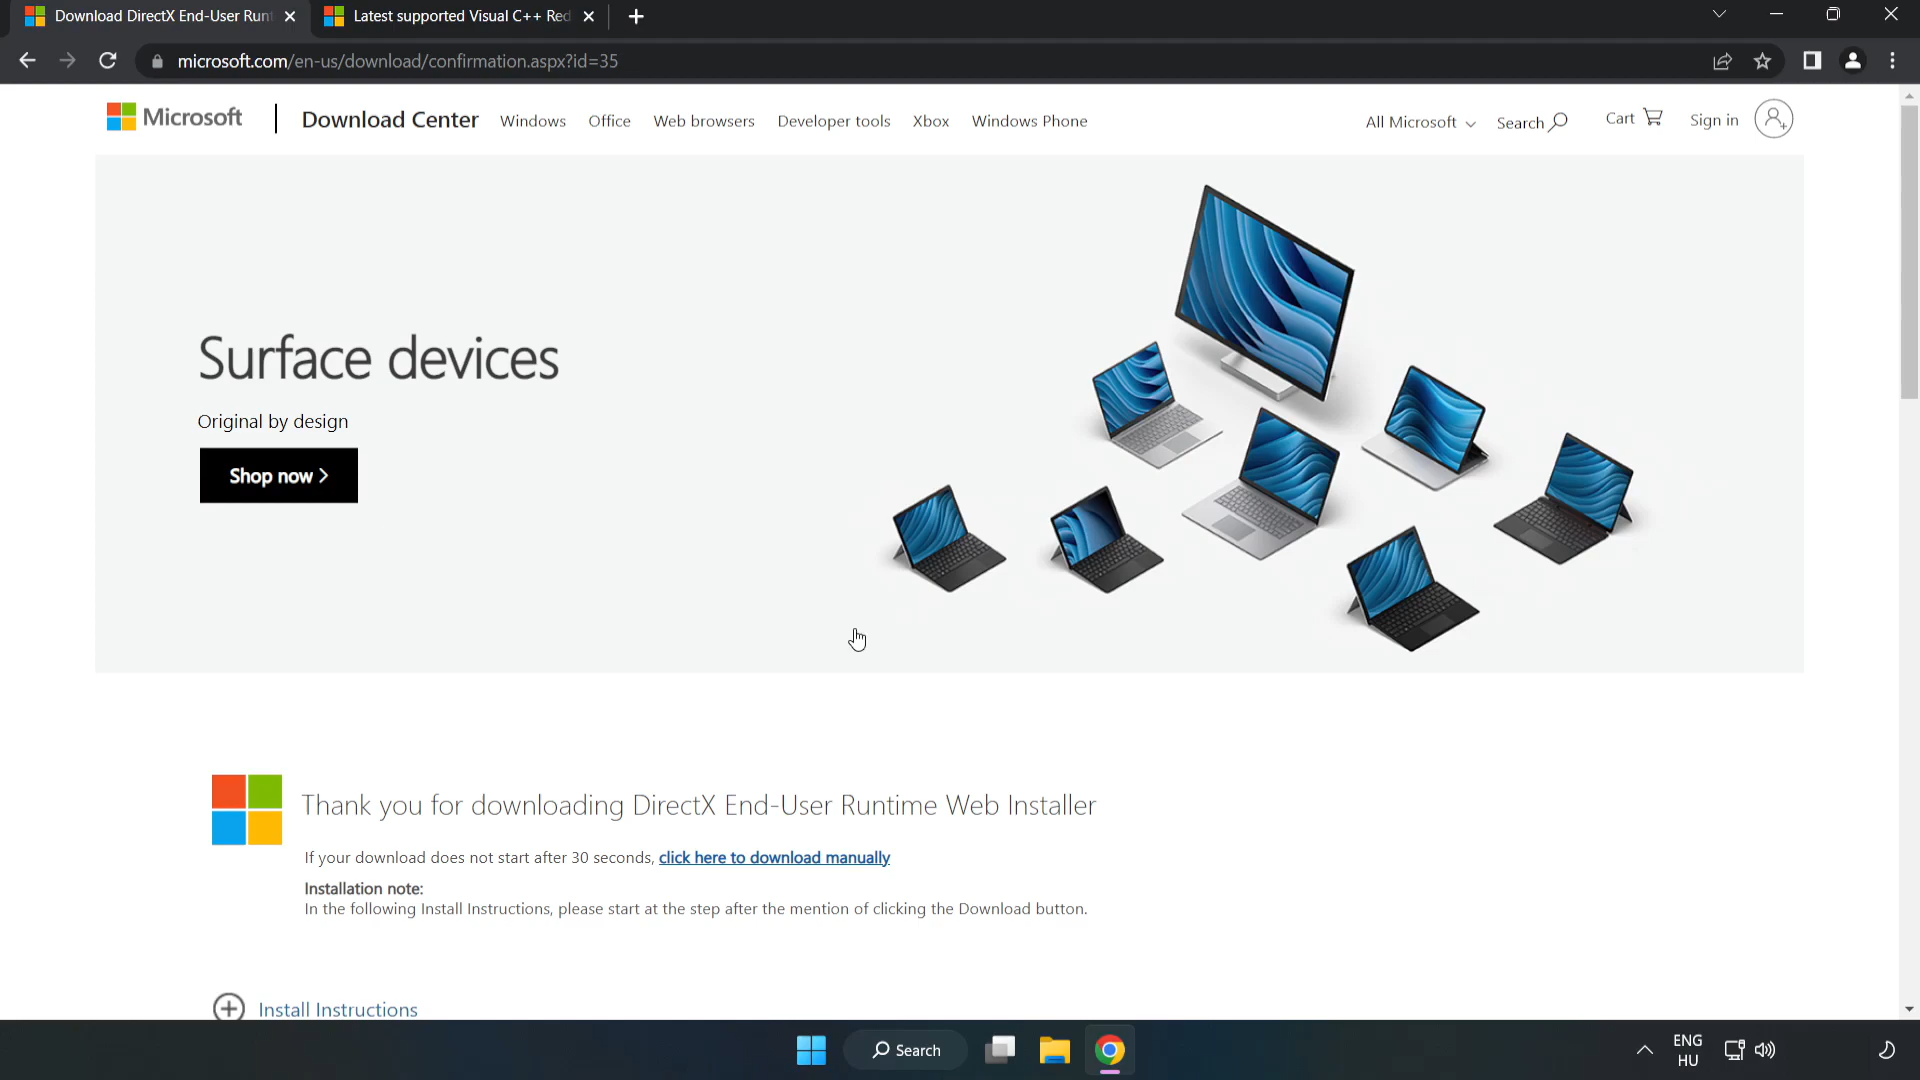 Download DirectX End-User Runt
Latest supported Visual C++ Red
microsoft.com/en-us/download/confirmation.aspx?id=35
Microsoft
Download Center
Windows
Office
Web browsers
Developer tools
Xbox
Windows Phone
All Microsoft
Search
Cart
Sign in
Surface devices
Original by design
Shop now
Thank you for downloading DirectX End-User Runtime Web Installer
If your download does not start after 30 seconds, click here to download manually
Installation note:
In the following Install Instructions, please start at the step after the mention of clicking the Download button.
Install Instructions
Search
ENG
HU